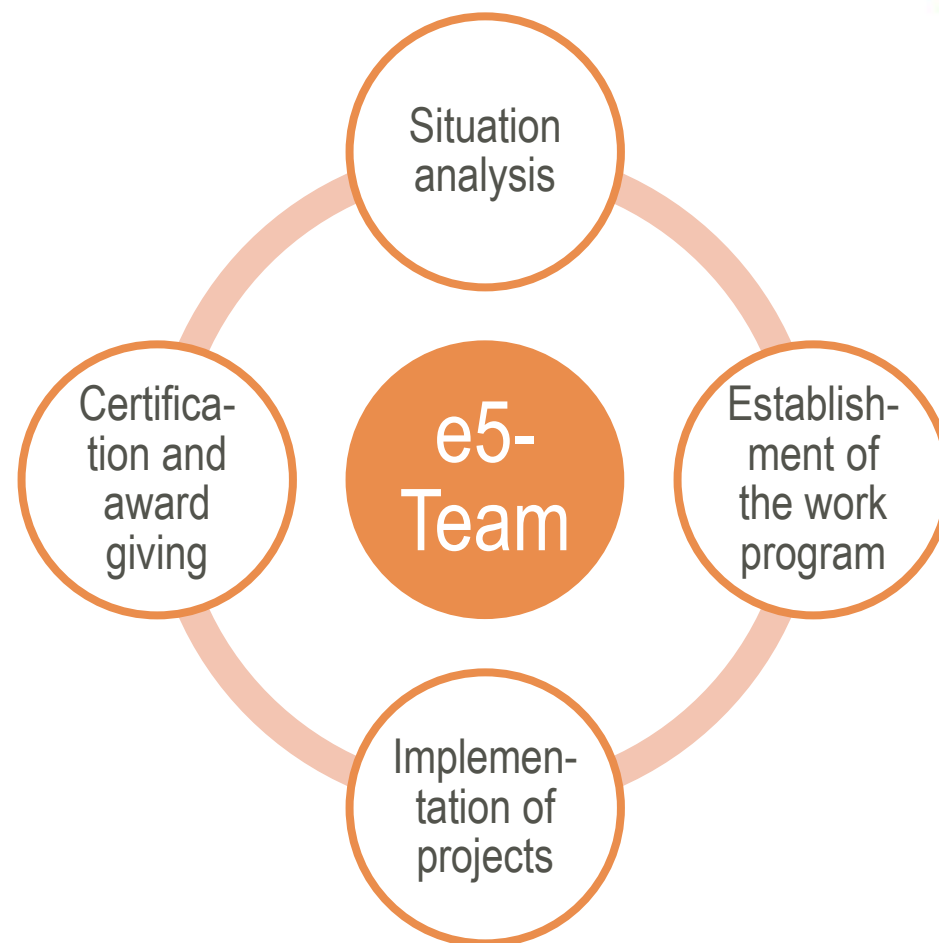 Situation
analysis
Certifica-
tion and
award
giving
e5-
Team
Establish-
ment of
the work
program
Implemen-
tation of
projects